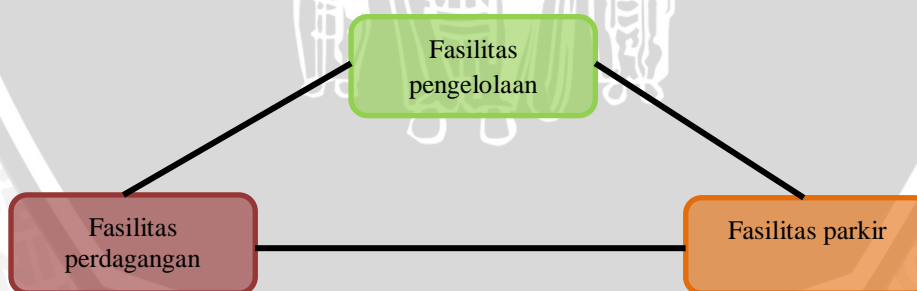 Fasilitas
pengelolaan
Fasilitas
perdagangan
Fasilitas parkir